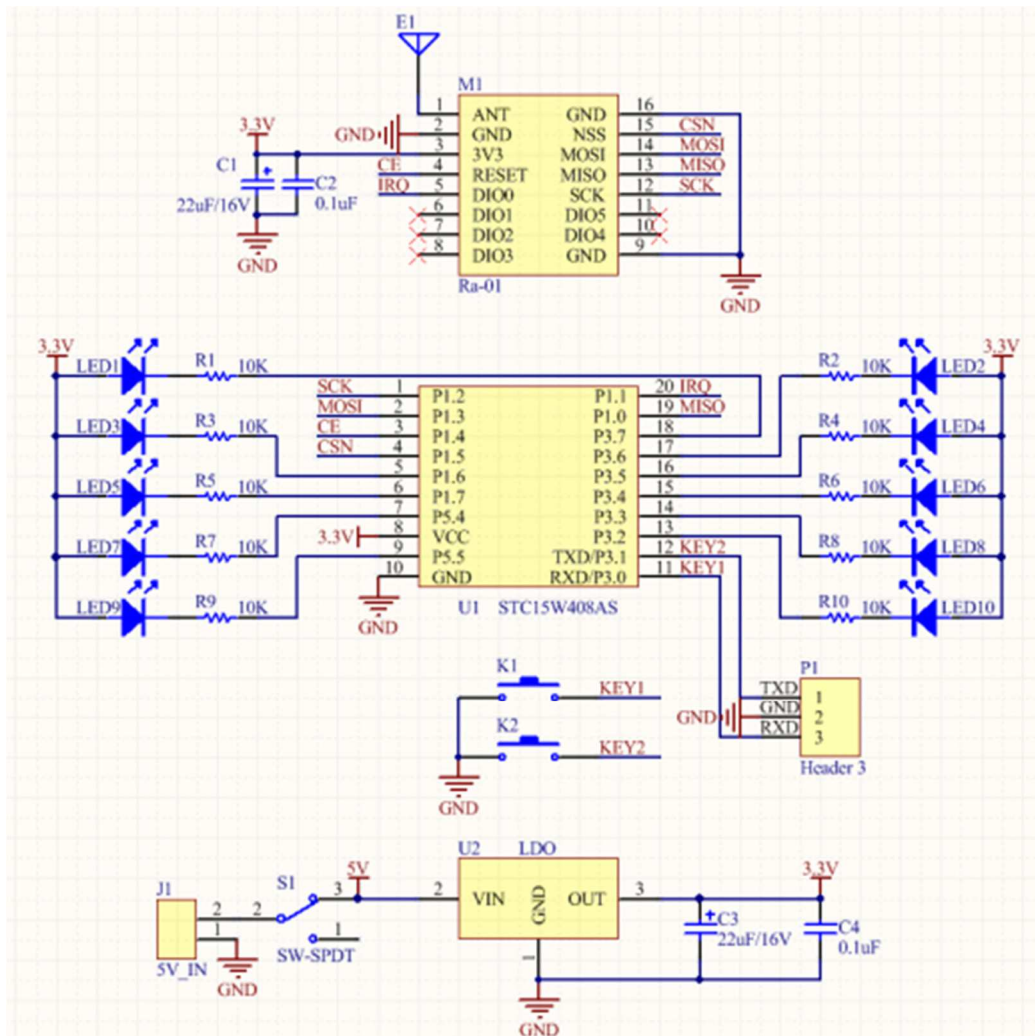 E1
M1
1 ANT GND 16
GND 2 GND NSS 15 CSN
3.3V 3 3V3 MOSI 14 MOSI
CE 4 RESET MISO 13 MISO
IRQ 5 DIO0 SCK 12 SCK
6 DIO1 DIO5 11
7 DIO2 DIO4 10
8 DIO3 GND 9
C1
22uF/16V
C2
0.1uF
GND
Ra-01
GND
3.3V
LED1 R1 10K
LED3 R3 10K
LED5 R5 10K
LED7 R7 10K
LED9 R9 10K
SCK 1 P1.2 P1.1 20 IRQ
MOSI 2 P1.3 P1.0 19 MISO
CE 3 P1.4 P3.7 18
CSN 4 P1.5 P3.6 17
5 P1.6 P3.5 16
6 P1.7 P3.4 15
7 P5.4 P3.3 14
3.3V 8 VCC P3.2 13
9 P5.5 TXD/P3.1 12 KEY2
10 GND RXD/P3.0 11 KEY1
GND
U1 STC15W408AS
3.3V
R2 10K LED2
R4 10K LED4
R6 10K LED6
R8 10K LED8
R10 10K LED10
K1
KEY1
K2
KEY2
GND
P1
TXD 1
GND GND 2
RXD 3
Header 3
J1
2
1
5V_IN
GND
S1
2
3
1
SW-SPDT
5V
U2 LDO
2 VIN GND OUT 3
1
GND
3.3V
C3
22uF/16V
C4
0.1uF